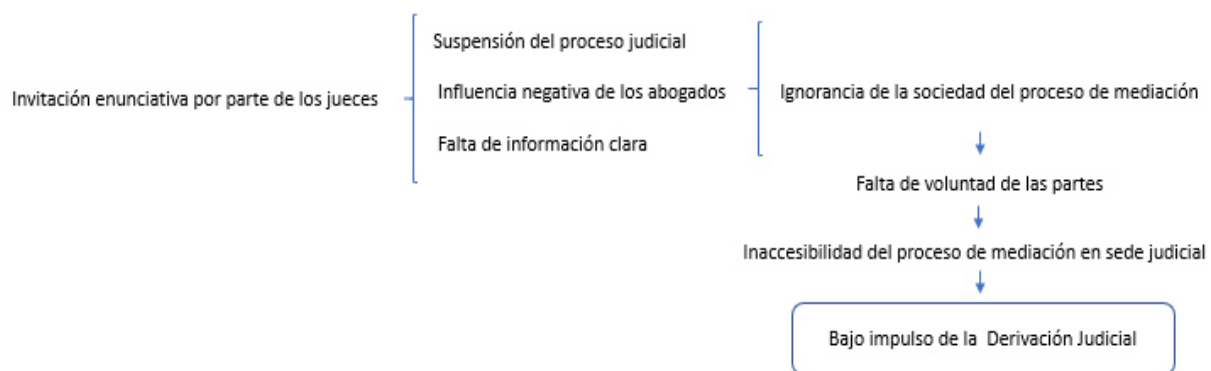 Invitación enunciativa por parte de los jueces
Suspensión del proceso judicial
Influencia negativa de los abogados
Falta de información clara
Ignorancia de la sociedad del proceso de mediación
Falta de voluntad de las partes
Inaccesibilidad del proceso de mediación en sede judicial
Bajo impulso de la Derivación Judicial